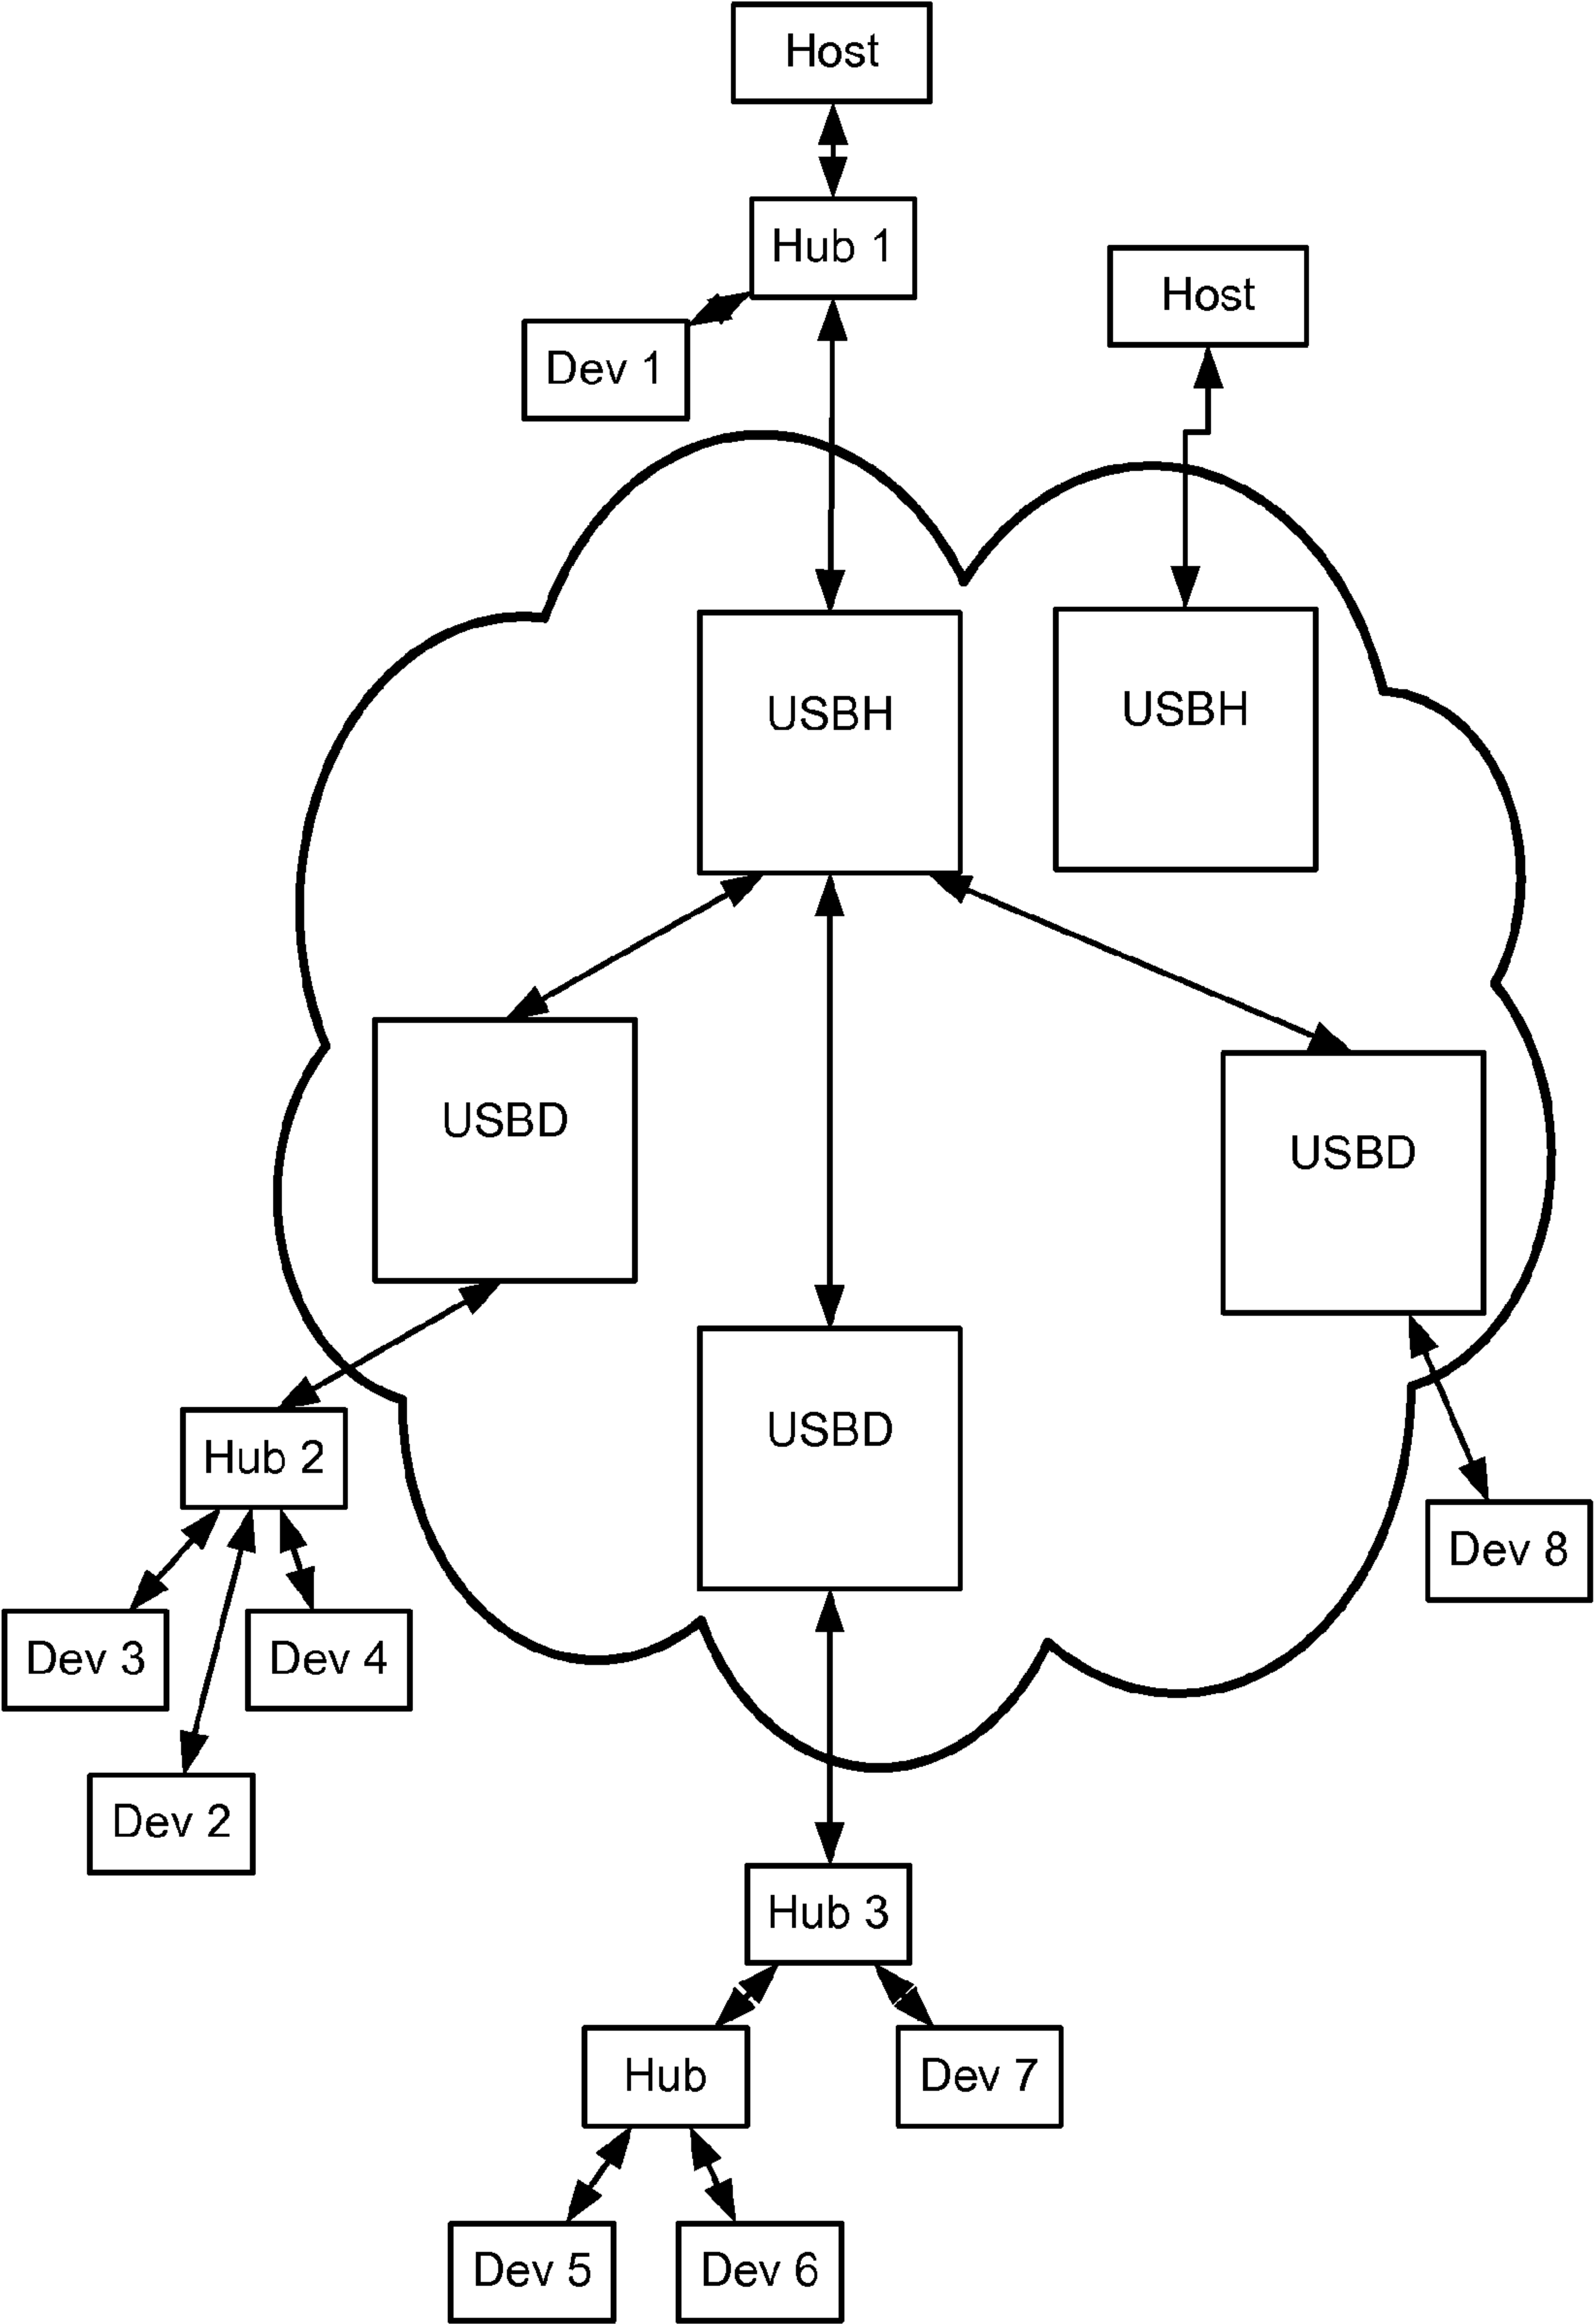 Host
Hub 1
Host
Dev 1
USBH
USBH
USBD
USBD
USBD
Hub 2
Dev 8
Dev 3
Dev 4
Dev 2
Hub 3
Hub
Dev 7
Dev 5
Dev 6